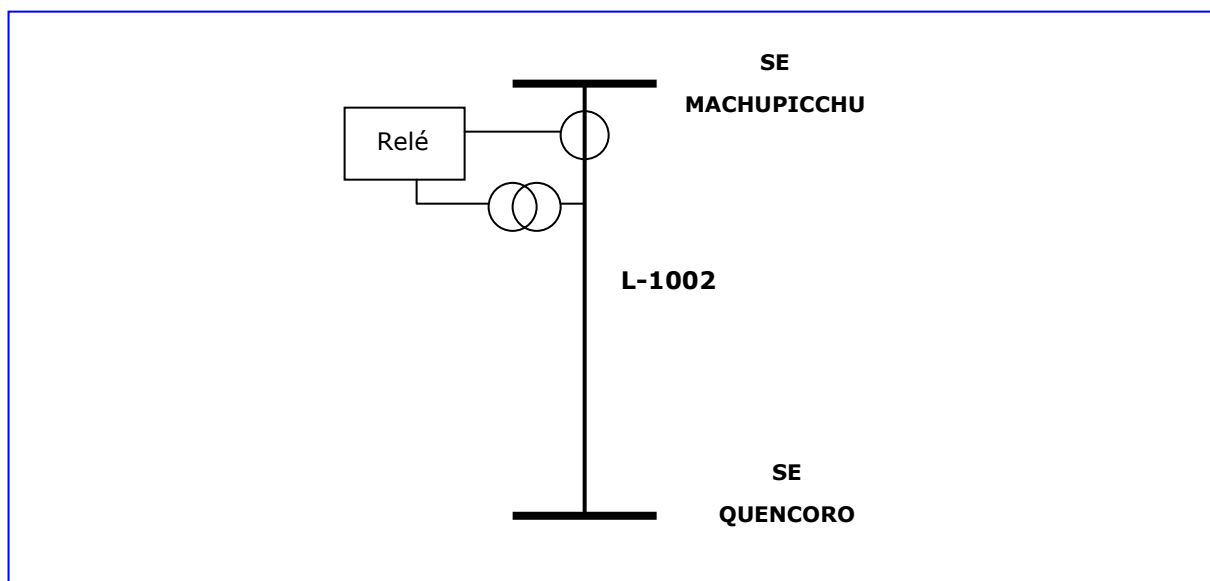 SE
MACHUPICCHU
Relé
L-1002
SE
QUENCORO